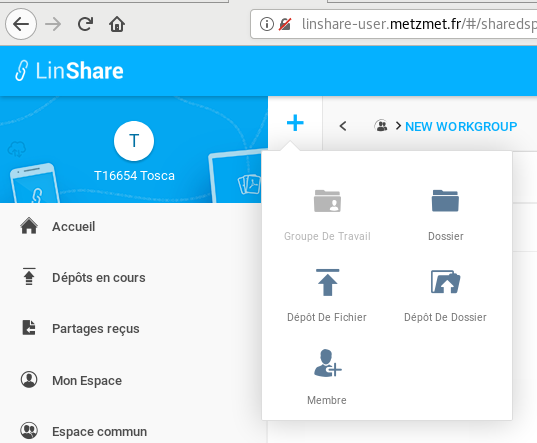 linshare-user.metzmet.fr/#/sharedsp
LinShare
T
T16654 Tosca
NEW WORKGROUP
Accueil
Dépôts en cours
Partages reçus
Mon Espace
Espace commun
Groupe De Travail
Dossier
Dépôt De Fichier
Dépôt De Dossier
Membre